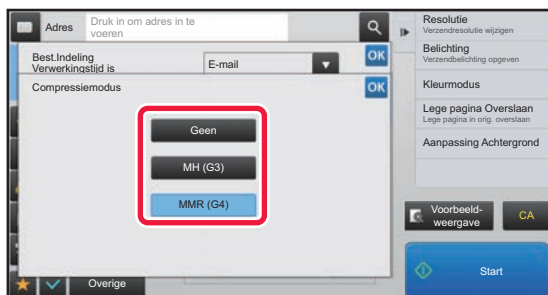 Adres
Druk in om adres in te
voeren
Best.Indeling
Verwerkingstijd is
E-mail
OK
Compressiemodus
OK
Geen
MH (G3)
MMR (G4)
Overige
Resolutie
Verzendresolutie wijzigen
Belichting
Verzendbelichting opgeven
Kleurmodus
Lege pagina Overslaan
Lege pagina in orig. overslaan
Aanpassing Achtergrond
Voorbeeld-
weergave
CA
Start